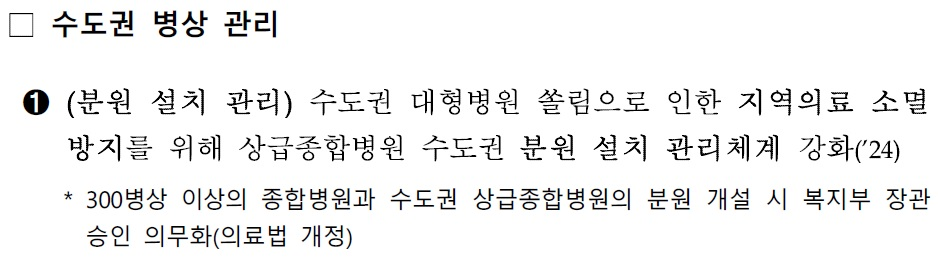 □ 수도권 병상 관리
❶ (분원 설치 관리) 수도권 대형병원 쏠림으로 인한 지역의료 소멸
방지를 위해 상급종합병원 수도권 분원 설치 관리체계 강화(’24)
* 300병상 이상의 종합병원과 수도권 상급종합병원의 분원 개설 시 복지부 장관
승인 의무화(의료법 개정)